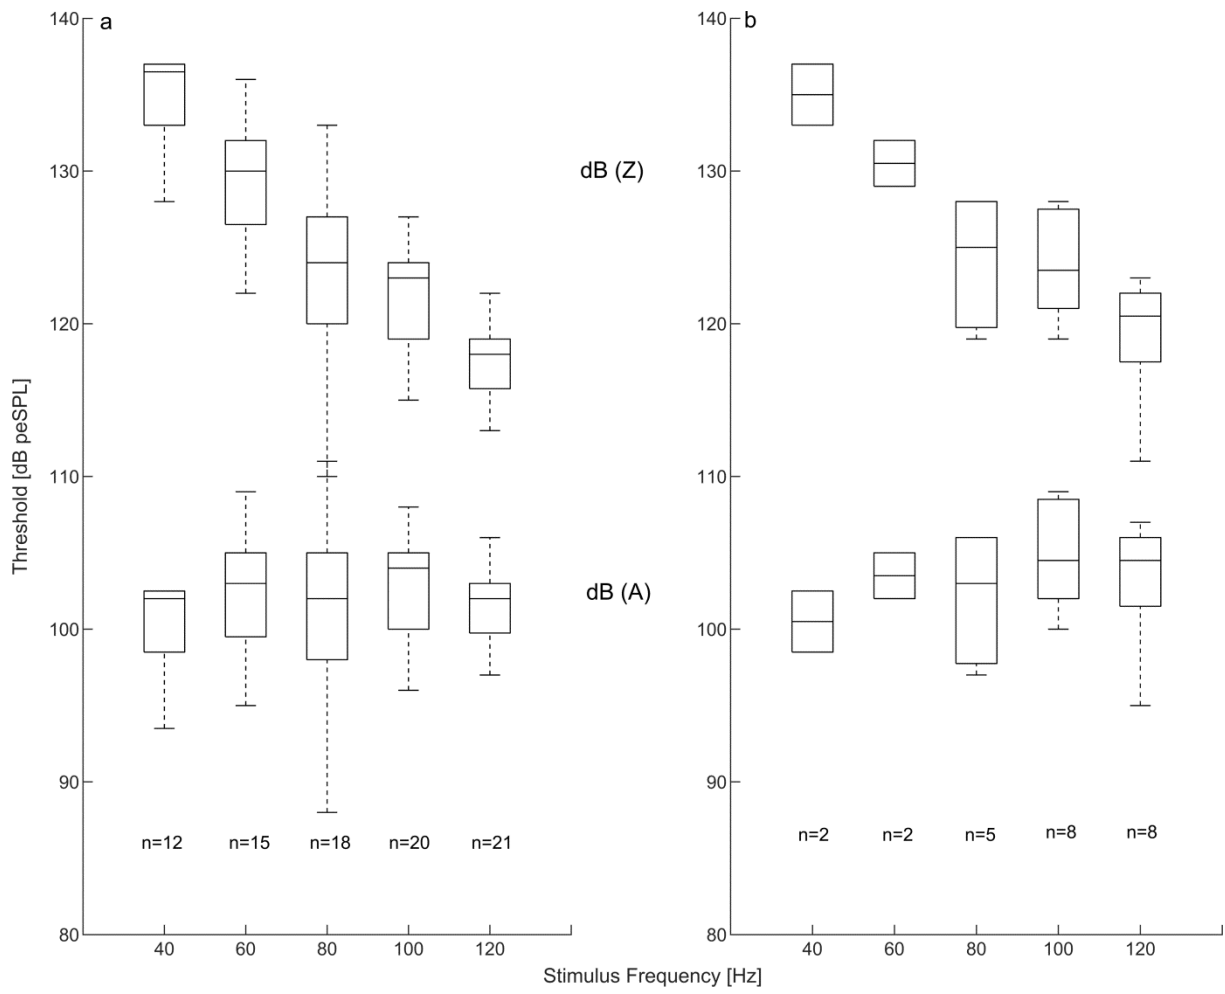 a
b
140
130
120
110
100
90
80
140
130
120
110
100
90
80
Threshold [dB peSPL]
dB (Z)
dB (A)
n=12 n=15 n=18 n=20 n=21
n=2 n=2 n=5 n=8 n=8
40 60 80 100 120
40 60 80 100 120
Stimulus Frequency [Hz]